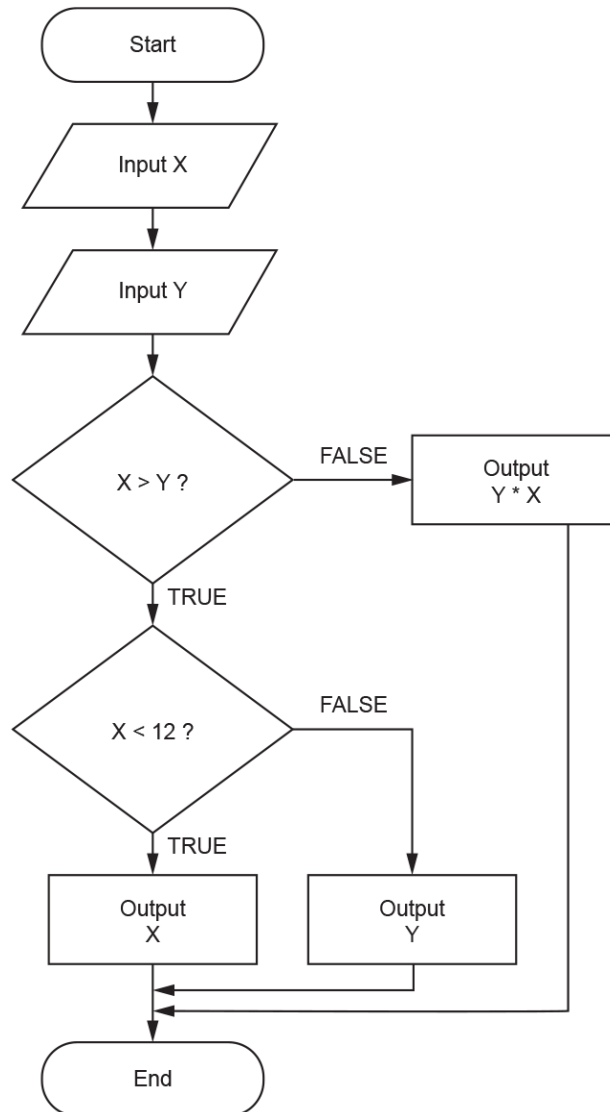 Start
Input X
Input Y
X > Y ?
FALSE
Output
Y * X
TRUE
X < 12 ?
FALSE
TRUE
Output
X
Output
Y
End